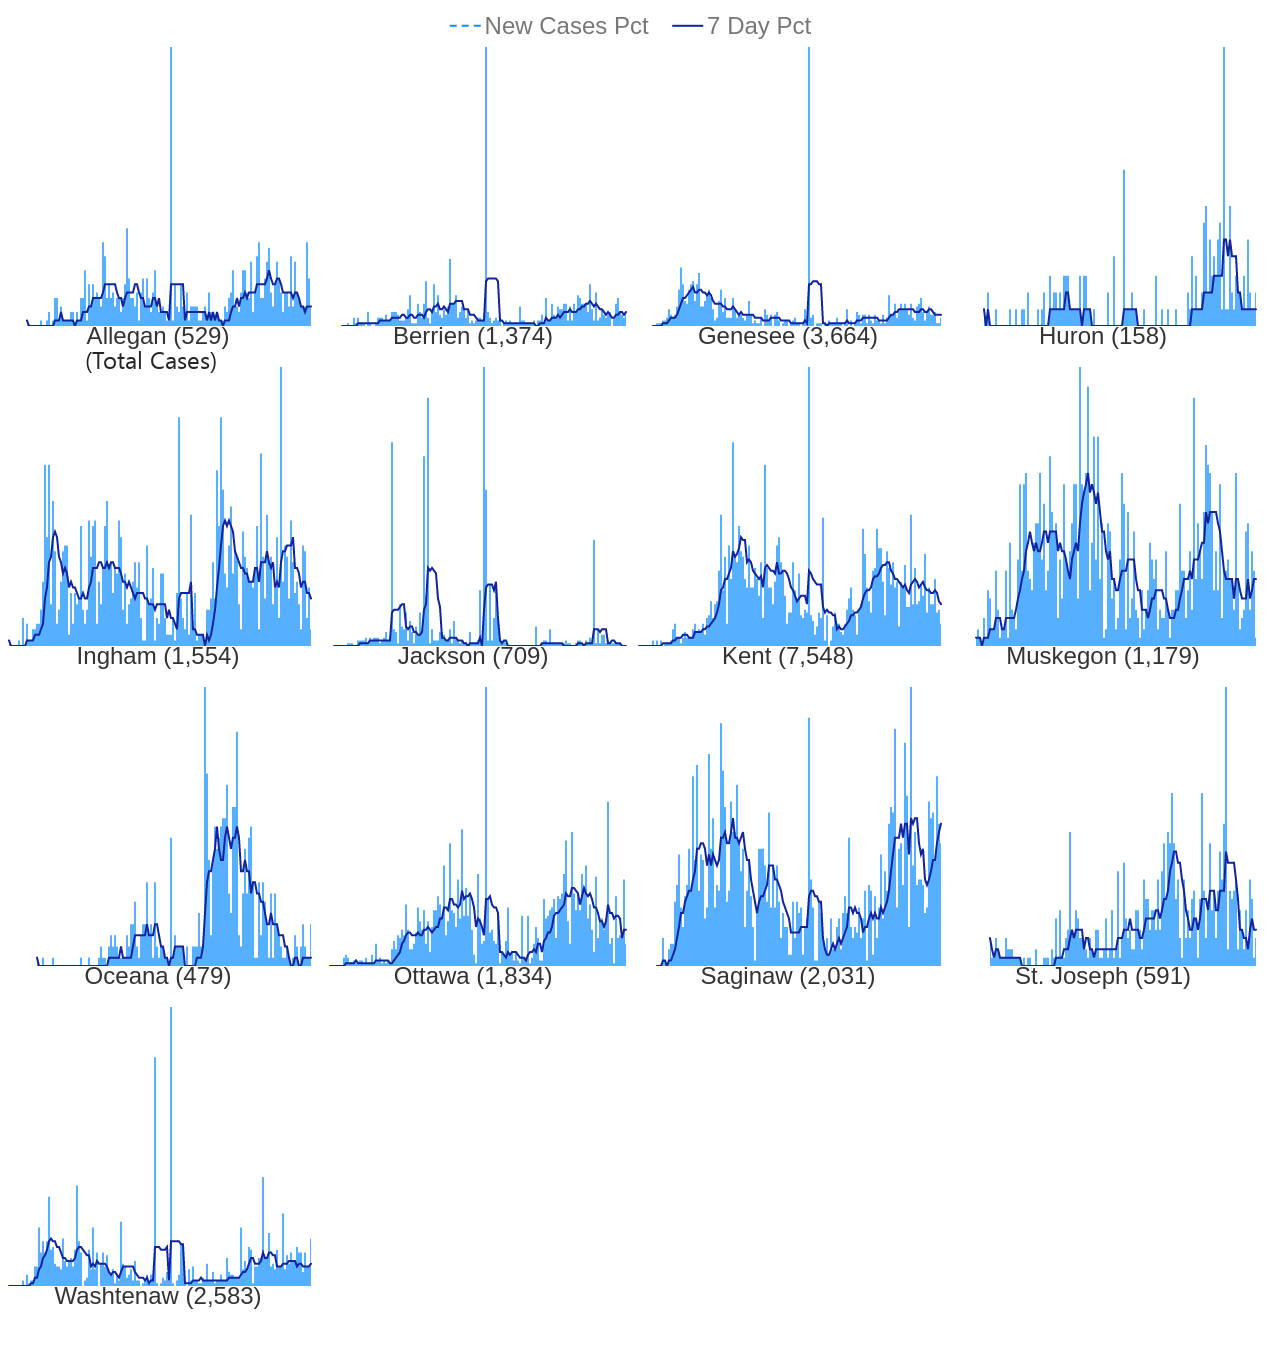 New Cases Pct 7 Day Pct
Allegan (529) Berrien (1,374) Genesee (3,664) Huron (158)
(Total Cases)
Ingham (1,554) Jackson (709) Kent (7,548) Muskegon (1,179)
Oceana (479) Ottawa (1,834) Saginaw (2,031) St. Joseph (591)
Washtenaw (2,583)